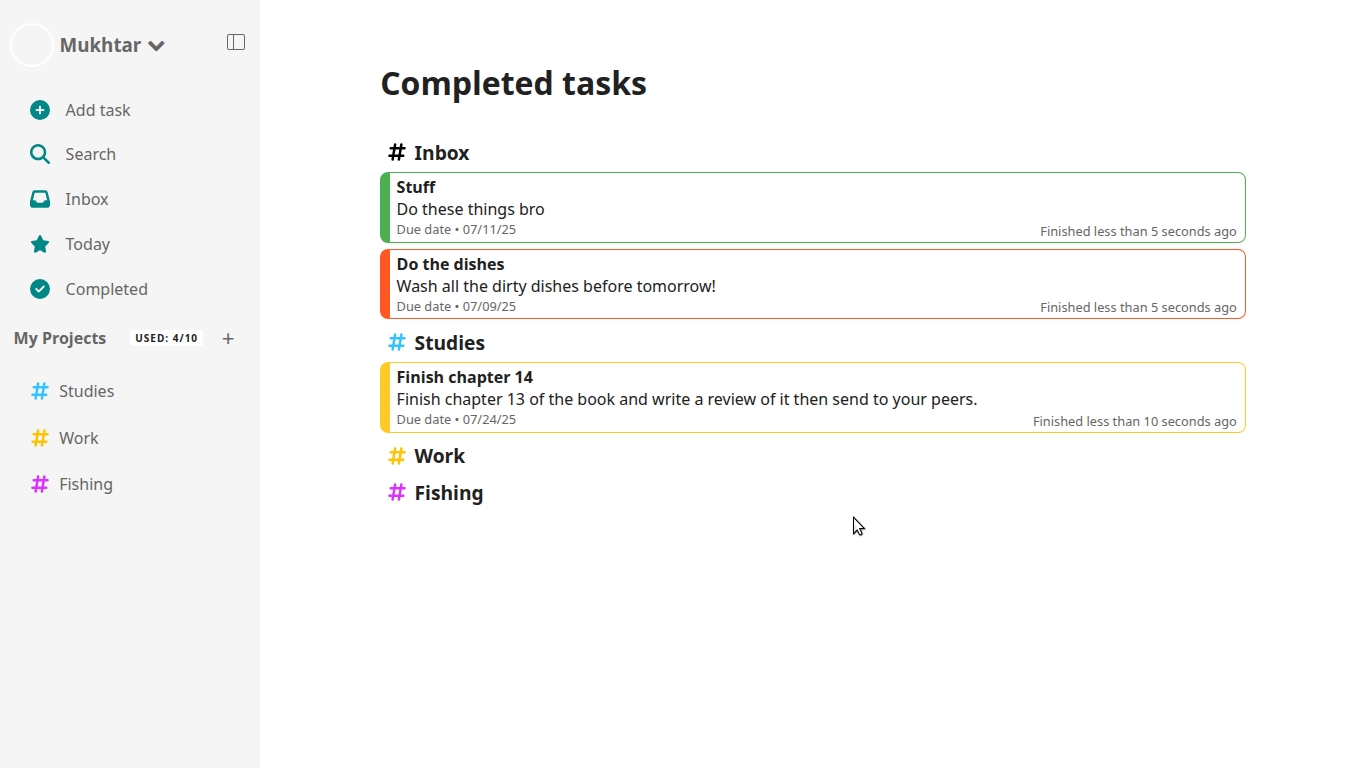 Mukhtar
Add task
Search
Inbox
Today
Completed
My Projects USED: 4/10 +
# Studies
# Work
# Fishing
Completed tasks
# Inbox
Stuff
Do these things bro
Due date • 07/11/25 Finished less than 5 seconds ago
Do the dishes
Wash all the dirty dishes before tomorrow!
Due date • 07/09/25 Finished less than 5 seconds ago
# Studies
Finish chapter 14
Finish chapter 13 of the book and write a review of it then send to your peers.
Due date • 07/24/25 Finished less than 10 seconds ago
# Work
# Fishing